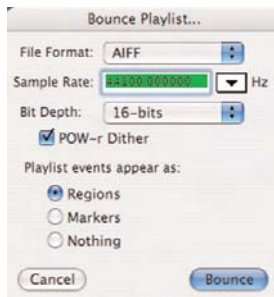 Bounce Playlist...
File Format: AIFF
Sample Rate: 44100.000000 Hz
Bit Depth: 16-bits
POW-r Dither
Playlist events appear as:
Regions
Markers
Nothing
Cancel Bounce